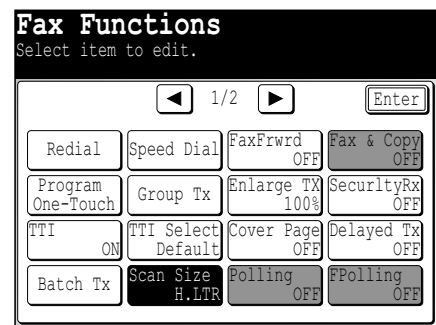 Fax Functions
Select item to edit.
1/2
Enter
Redial
Speed Dial
FaxFrwrd
OFF
Fax & Copy
OFF
Program
One-Touch
Group Tx
Enlarge TX
100%
SecurltyRx
OFF
TTI
ON
TTI Select
Default
Cover Page
OFF
Delayed Tx
OFF
Batch Tx
Scan Size
H.LTR
Polling
OFF
FPolling
OFF